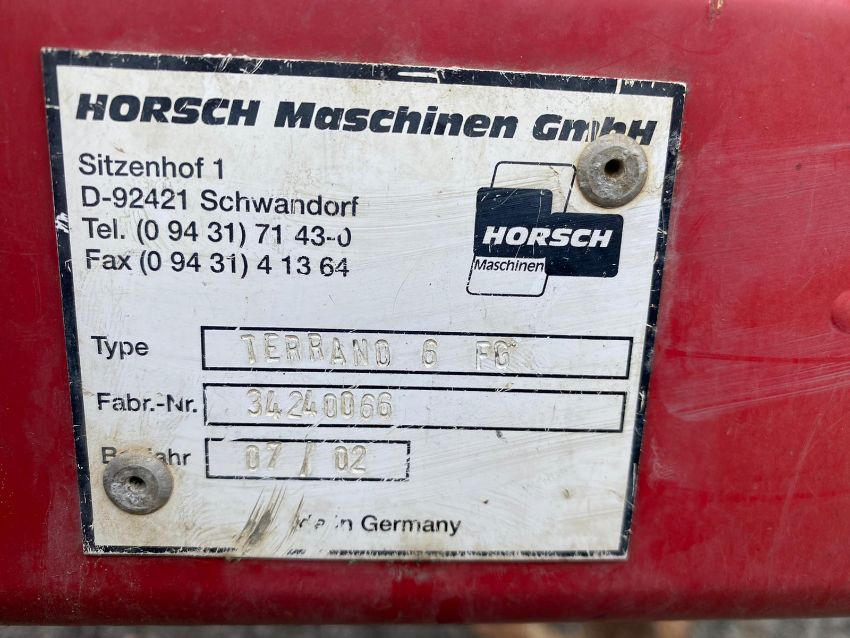 HORSCH Maschinen GmbH
Sitzenhof 1
D-92421 Schwandorf
Tel. (0 94 31) 71 43-0
Fax (0 94 31) 4 13 64
HORSCH
Maschinen
Type TERRANO 6 FG
Fabr.-Nr. 34240066
07 / 02
in Germany